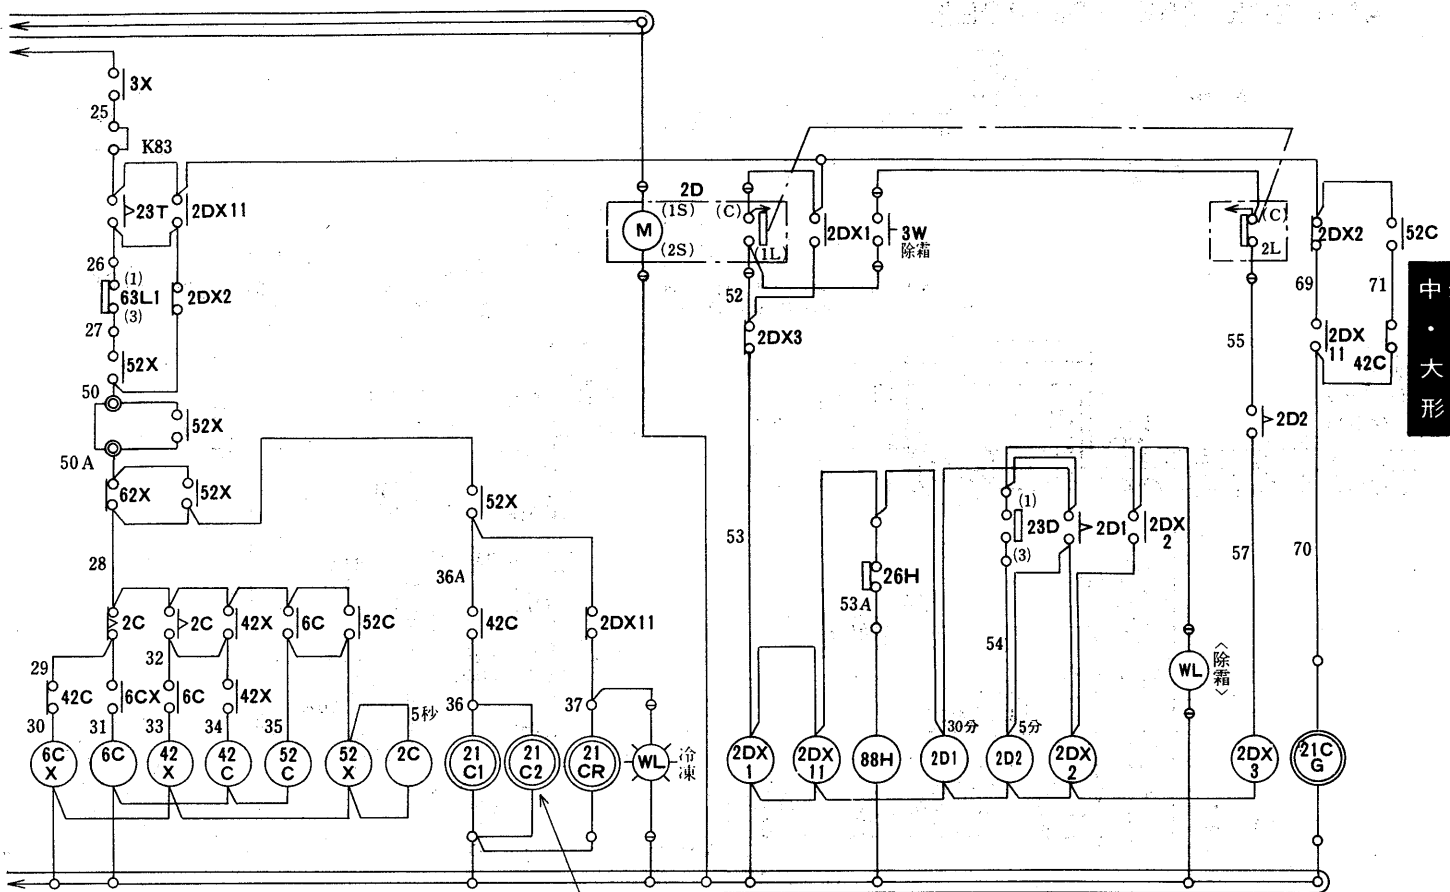 3X
25
K83
23T
2DX11
26
(1)
63L1
(3)
2DX2
27
52X
50
52X
50A
62X
52X
28
2C
2C
42X
6C
52C
29
32
42C
6CX
6C
42X
30
31
33
34
35
5秒
6C
X
6C
42
X
42
C
52
C
52
X
2C
52X
36A
42C
2DX11
36
37
21
C1
21
C2
21
CR
WL
冷凍
2D
(1S)
(C)
M
(2S)
(1L)
2DX1
3W
除霜
52
2DX3
53
26H
53A
(1)
23D
(3)
2D1
2DX
2
54
30分
5分
2DX
1
2DX
11
88H
2D1
2D2
2DX
2
WL
〈除霜〉
(C)
2L
55
2D2
57
2DX
3
2DX2
52C
69
71
2DX
11
42C
70
21C
G
中・大形